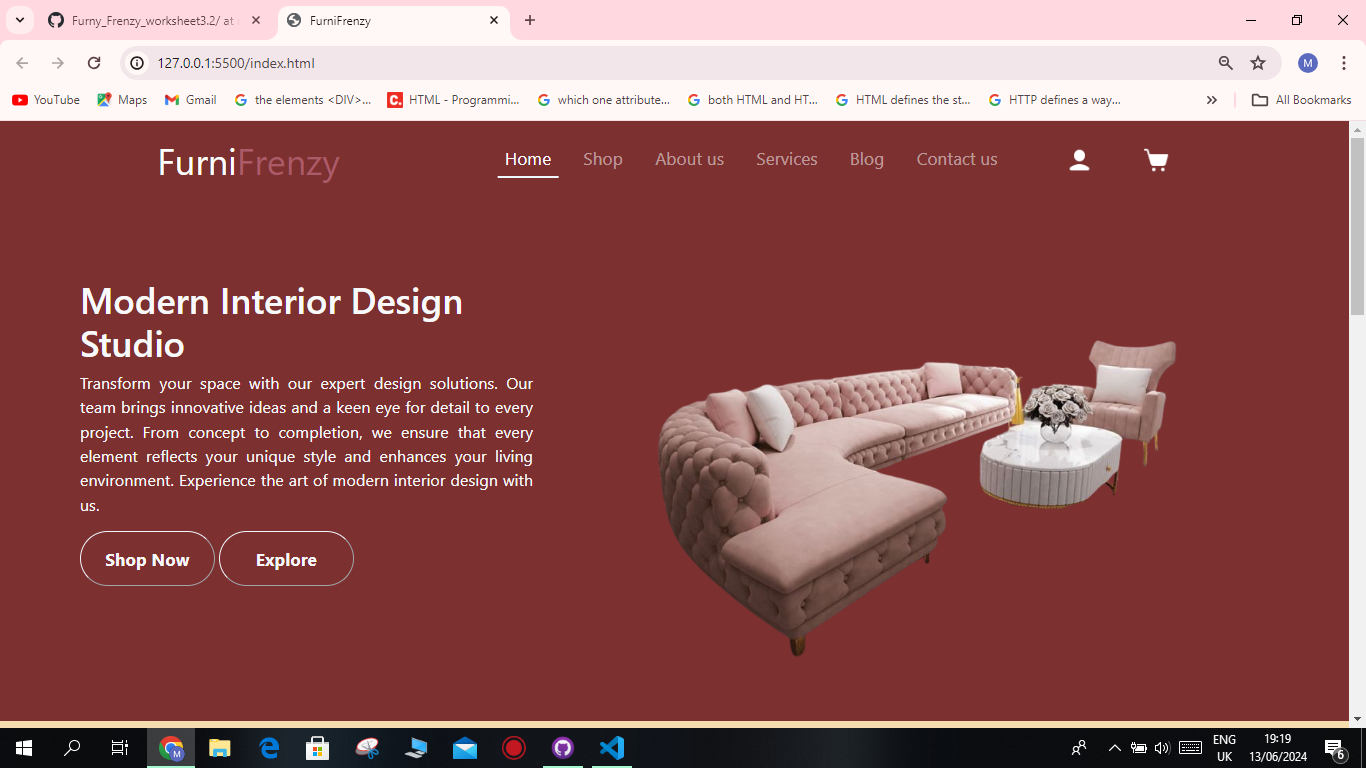 Furny_Frenzy_worksheet3.2/ at
FurniFrenzy
127.0.0.1:5500/index.html
M
YouTube
Maps
Gmail
the elements <DIV>...
HTML - Programmi...
which one attribute...
both HTML and HT...
HTML defines the st...
HTTP defines a way...
All Bookmarks
FurniFrenzy
Home
Shop
About us
Services
Blog
Contact us
Modern Interior Design
Studio
Transform your space with our expert design solutions. Our
team brings innovative ideas and a keen eye for detail to every
project. From concept to completion, we ensure that every
element reflects your unique style and enhances your living
environment. Experience the art of modern interior design with
us.
Shop Now
Explore
M
ENG
UK
19:19
13/06/2024
6